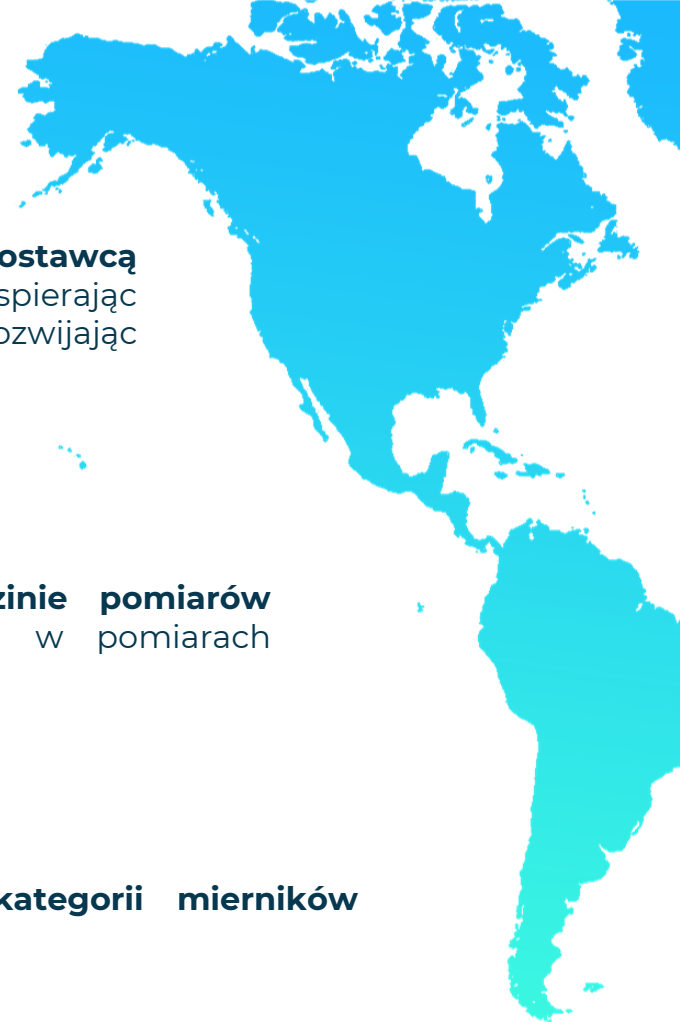 ostawcą
spierając
ozwijając
zinie pomiarów
w pomiarach
kategorii mierników